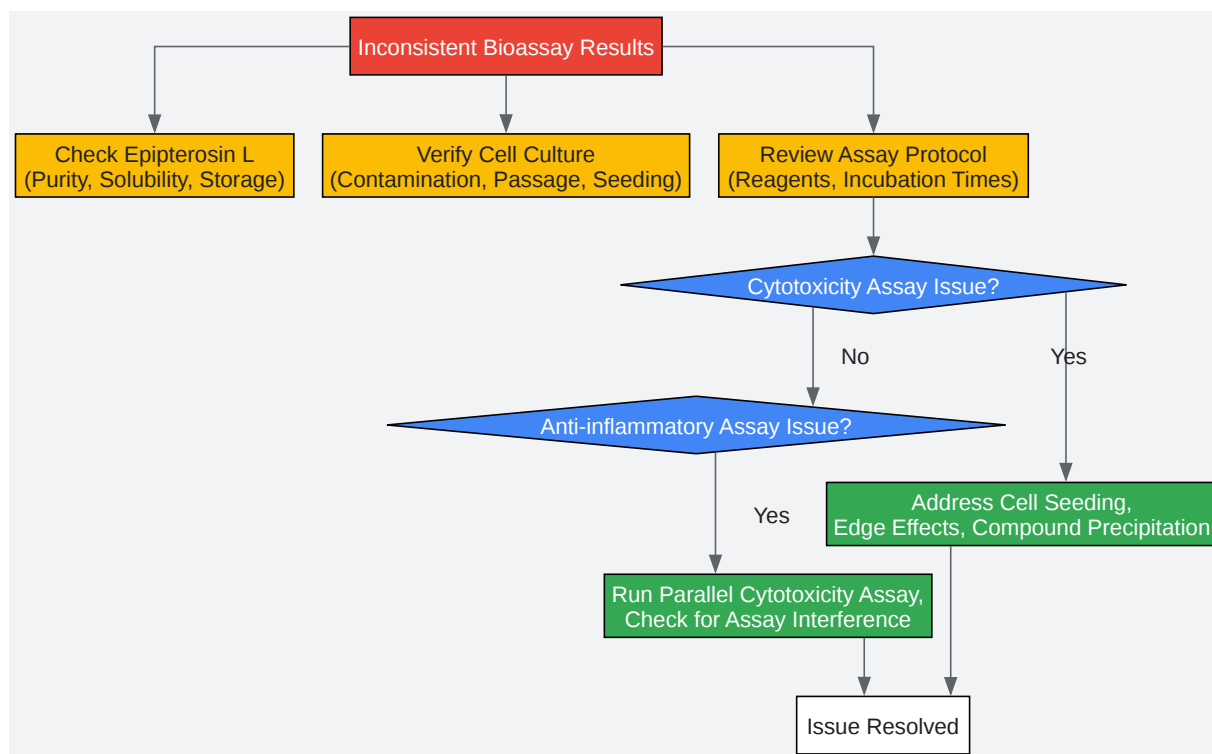 Inconsistent Bioassay Results
Check Epipterosin L
(Purity, Solubility, Storage)
Verify Cell Culture
(Contamination, Passage, Seeding)
Review Assay Protocol
(Reagents, Incubation Times)
Cytotoxicity Assay Issue?
No
Yes
Anti-inflammatory Assay Issue?
Address Cell Seeding,
Edge Effects, Compound Precipitation
Yes
Run Parallel Cytotoxicity Assay,
Check for Assay Interference
Issue Resolved